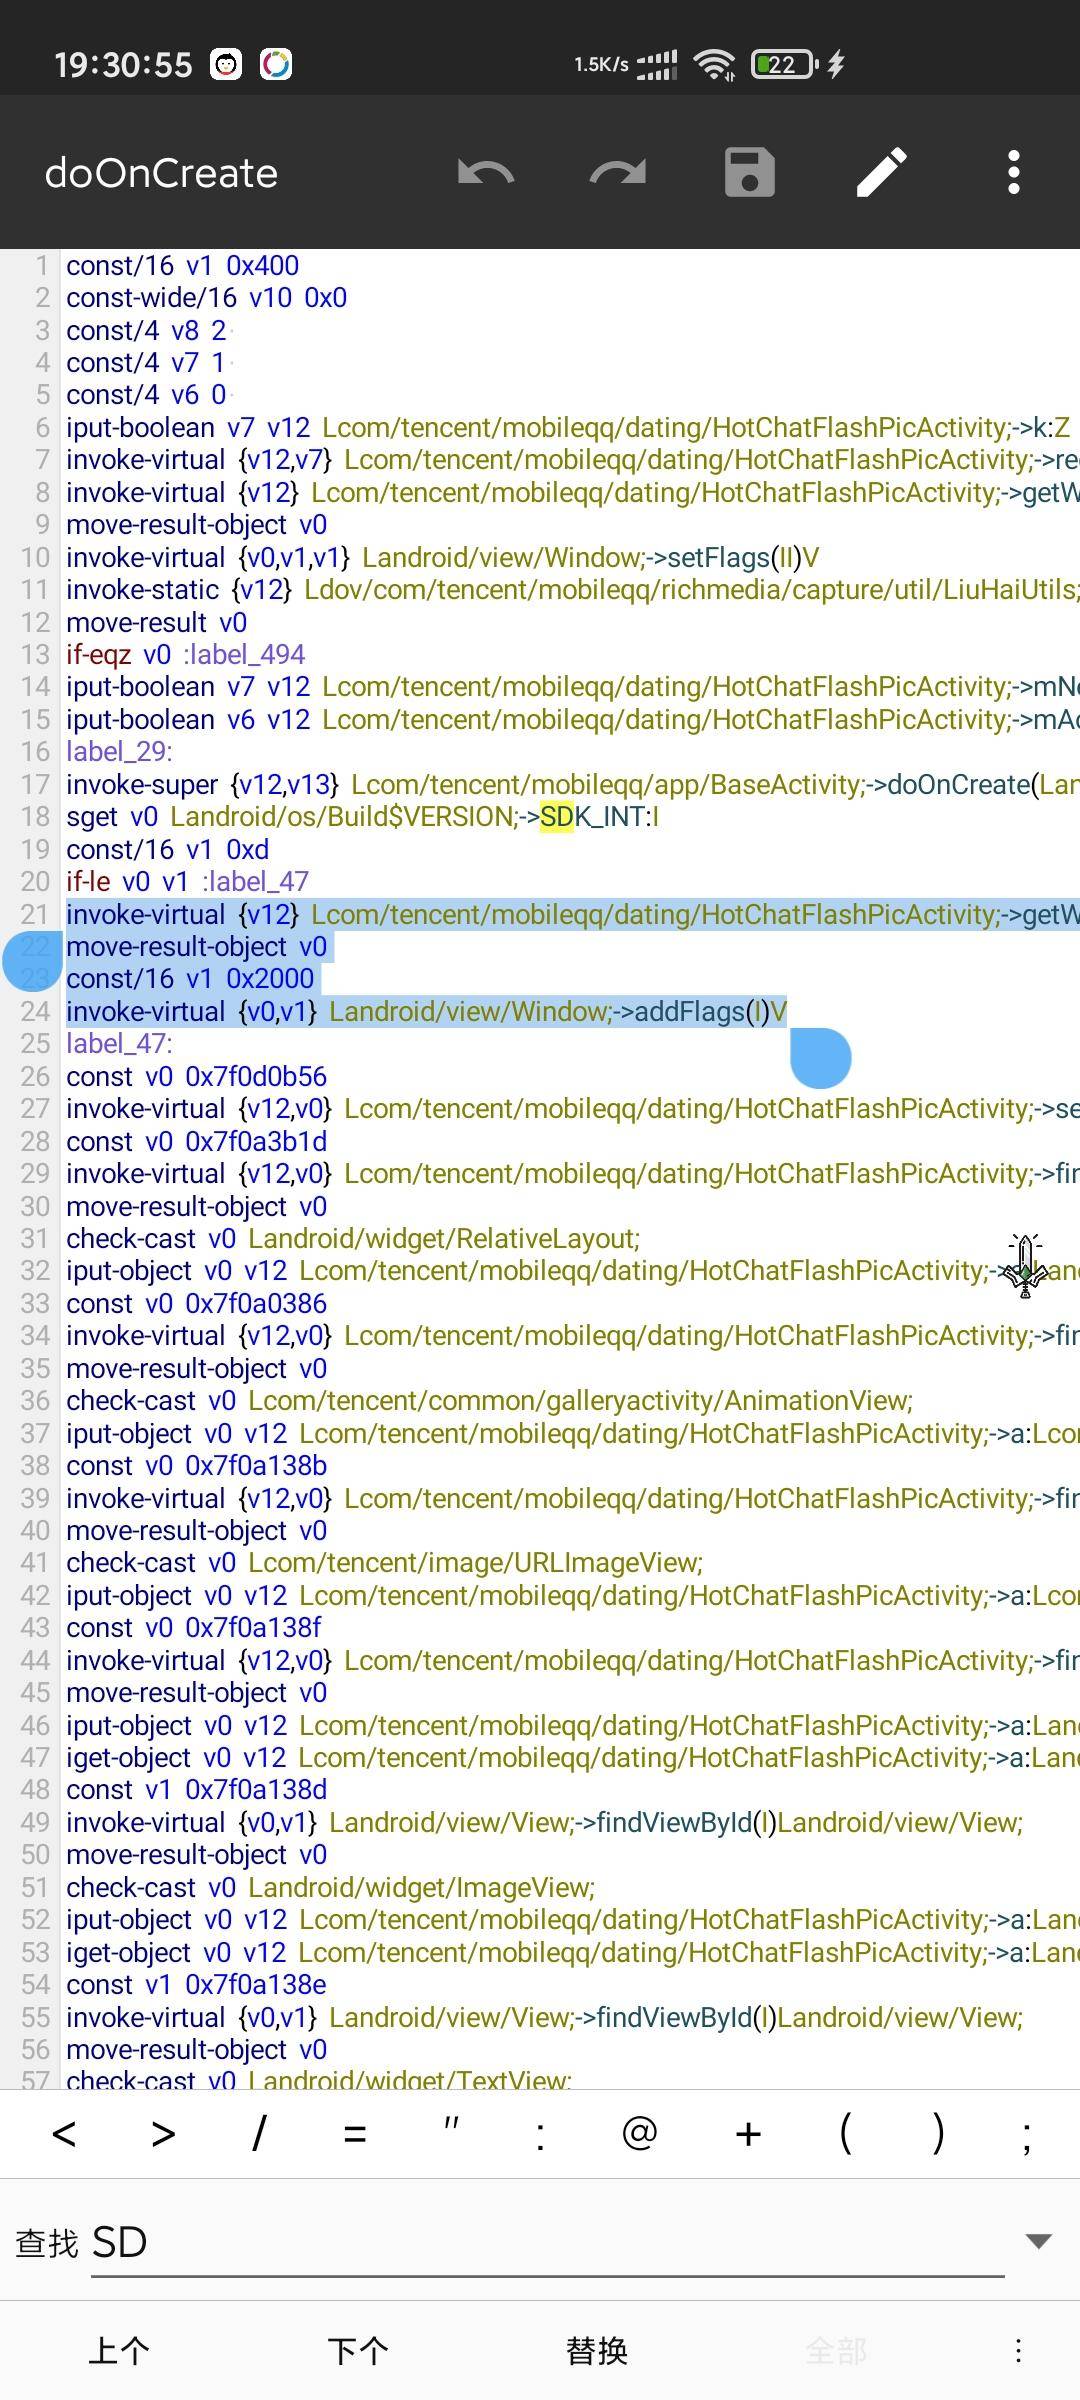 19:30:55 1.5K/s 22
doOnCreate
1 const/16 v1 0x400
2 const-wide/16 v10 0x0
3 const/4 v8 2
4 const/4 v7 1
5 const/4 v6 0
6 iput-boolean v7 v12 Lcom/tencent/mobileqq/dating/HotChatFlashPicActivity;->k:Z
7 invoke-virtual {v12,v7} Lcom/tencent/mobileqq/dating/HotChatFlashPicActivity;->re
8 invoke-virtual {v12} Lcom/tencent/mobileqq/dating/HotChatFlashPicActivity;->getW
9 move-result-object v0
10 invoke-virtual {v0,v1,v1} Landroid/view/Window;->setFlags(II)V
11 invoke-static {v12} Ldov/com/tencent/mobileqq/richmedia/capture/util/LiuHaiUtils;
12 move-result v0
13 if-eqz v0 :label_494
14 iput-boolean v7 v12 Lcom/tencent/mobileqq/dating/HotChatFlashPicActivity;->mNe
15 iput-boolean v6 v12 Lcom/tencent/mobileqq/dating/HotChatFlashPicActivity;->mAc
16 label_29:
17 invoke-super {v12,v13} Lcom/tencent/mobileqq/app/BaseActivity;->doOnCreate(Lan
18 sget v0 Landroid/os/Build$VERSION;->SDK_INT:I
19 const/16 v1 0xd
20 if-le v0 v1 :label_47
21 invoke-virtual {v12} Lcom/tencent/mobileqq/dating/HotChatFlashPicActivity;->getW
22 move-result-object v0
23 const/16 v1 0x2000
24 invoke-virtual {v0,v1} Landroid/view/Window;->addFlags(I)V
25 label_47:
26 const v0 0x7f0d0b56
27 invoke-virtual {v12,v0} Lcom/tencent/mobileqq/dating/HotChatFlashPicActivity;->se
28 const v0 0x7f0a3b1d
29 invoke-virtual {v12,v0} Lcom/tencent/mobileqq/dating/HotChatFlashPicActivity;->fin
30 move-result-object v0
31 check-cast v0 Landroid/widget/RelativeLayout;
32 iput-object v0 v12 Lcom/tencent/mobileqq/dating/HotChatFlashPicActivity;->
33 const v0 0x7f0a0386
34 invoke-virtual {v12,v0} Lcom/tencent/mobileqq/dating/HotChatFlashPicActivity;->fin
35 move-result-object v0
36 check-cast v0 Lcom/tencent/common/galleryactivity/AnimationView;
37 iput-object v0 v12 Lcom/tencent/mobileqq/dating/HotChatFlashPicActivity;->a:Lcon
38 const v0 0x7f0a138b
39 invoke-virtual {v12,v0} Lcom/tencent/mobileqq/dating/HotChatFlashPicActivity;->fin
40 move-result-object v0
41 check-cast v0 Lcom/tencent/image/URLImageView;
42 iput-object v0 v12 Lcom/tencent/mobileqq/dating/HotChatFlashPicActivity;->a:Lcon
43 const v0 0x7f0a138f
44 invoke-virtual {v12,v0} Lcom/tencent/mobileqq/dating/HotChatFlashPicActivity;->fin
45 move-result-object v0
46 iput-object v0 v12 Lcom/tencent/mobileqq/dating/HotChatFlashPicActivity;->a:Land
47 iget-object v0 v12 Lcom/tencent/mobileqq/dating/HotChatFlashPicActivity;->a:Land
48 const v1 0x7f0a138d
49 invoke-virtual {v0,v1} Landroid/view/View;->findViewById(I)Landroid/view/View;
50 move-result-object v0
51 check-cast v0 Landroid/widget/ImageView;
52 iput-object v0 v12 Lcom/tencent/mobileqq/dating/HotChatFlashPicActivity;->a:Land
53 iget-object v0 v12 Lcom/tencent/mobileqq/dating/HotChatFlashPicActivity;->a:Land
54 const v1 0x7f0a138e
55 invoke-virtual {v0,v1} Landroid/view/View;->findViewById(I)Landroid/view/View;
56 move-result-object v0
57 check-cast v0 Landroid/widget/TextView;
< > / = " : @ + ( ) ;
查找 SD
上个 下个 替换 全部